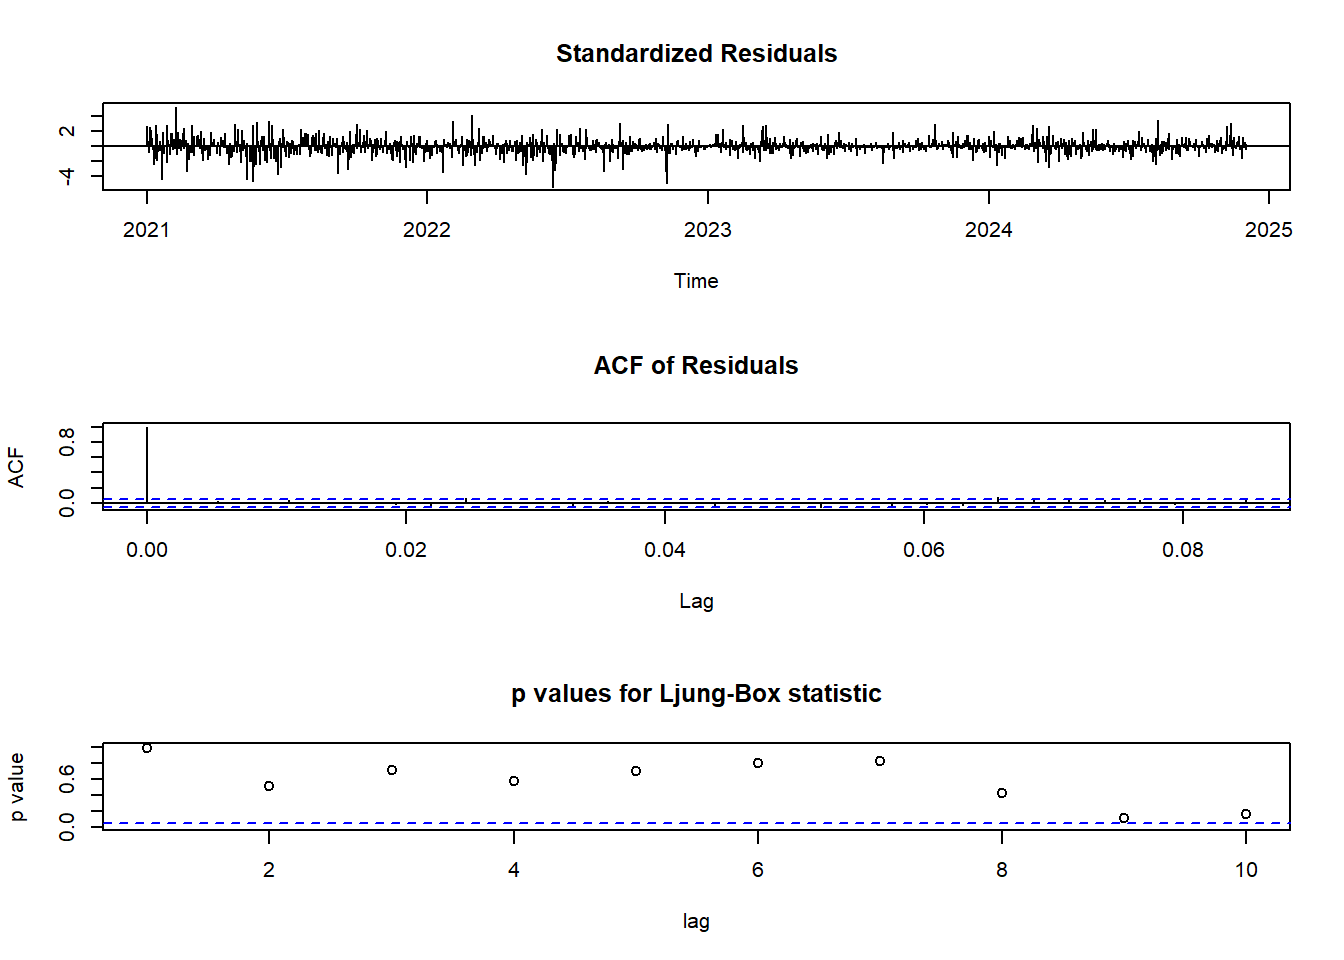 Standardized Residuals
2
-4
2021 2022 2023 2024 2025
Time
ACF of Residuals
ACF
0.8
0.0
0.00 0.02 0.04 0.06 0.08
Lag
p values for Ljung-Box statistic
p value
0.6
0.0
2 4 6 8 10
lag